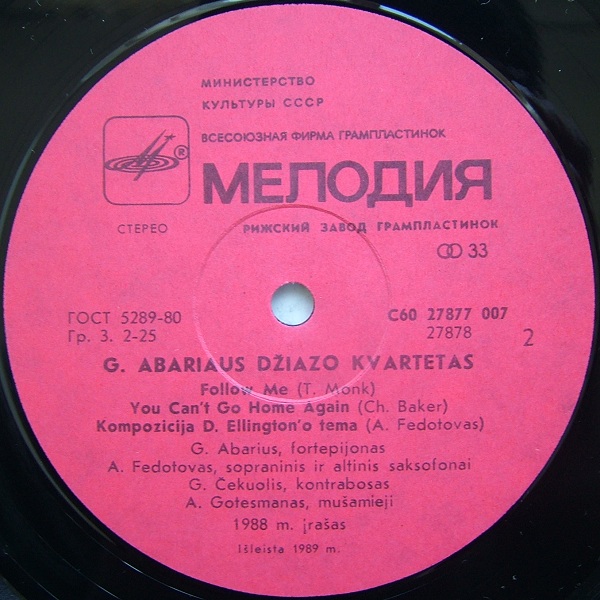 МИНИСТЕРСТВО
КУЛЬТУРЫ СССР
ВСЕСОЮЗНАЯ ФИРМА ГРАМПЛАСТИНОК
®
МЕЛОДИЯ
СТЕРЕО
РИЖСКИЙ ЗАВОД ГРАМПЛАСТИНОК
33
ГОСТ 5289-80
Гр. 3. 2-25
С60 27877 007
27878
2
G. ABARIAUS DŽIAZO KVARTETAS
Follow Me (T. Monk)
You Can't Go Home Again (Ch. Baker)
Kompozicija D. Ellington'o tema (A. Fedotovas)
G. Abarius, fortepijonas
A. Fedotovas, sopraninis ir altinis saksofonai
G. Čekuolis, kontrabosas
A. Gotesmanas, mušamieji
1988 m. įrašas
Išleista 1989 m.